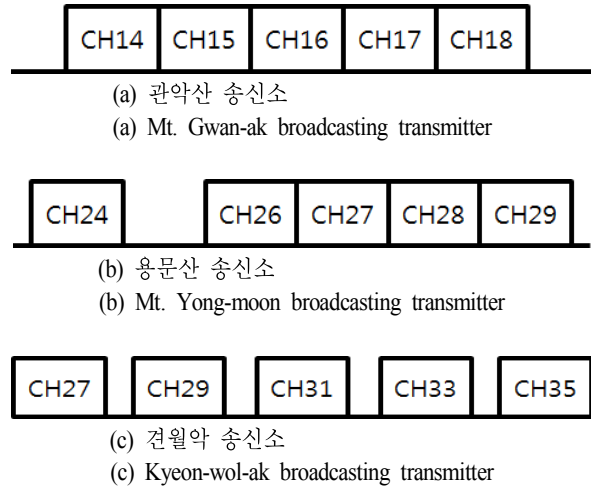 CH14 CH15 CH16 CH17 CH18
(a) 관악산 송신소
(a) Mt. Gwan-ak broadcasting transmitter
CH24 CH26 CH27 CH28 CH29
(b) 용문산 송신소
(b) Mt. Yong-moon broadcasting transmitter
CH27 CH29 CH31 CH33 CH35
(c) 견월악 송신소
(c) Kyeon-wol-ak broadcasting transmitter